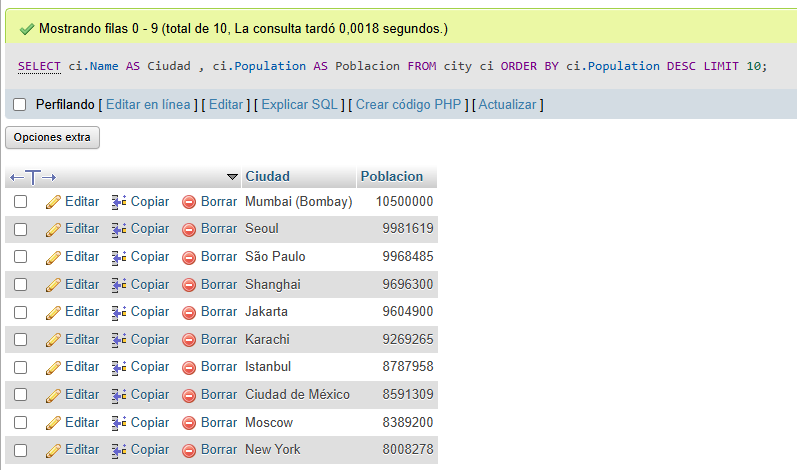 Mostrando filas 0 - 9 (total de 10, La consulta tardó 0,0018 segundos.)
SELECT ci.Name AS Ciudad , ci.Population AS Poblacion FROM city ci ORDER BY ci.Population DESC LIMIT 10;
Perfilando [ Editar en línea ] [ Editar ] [ Explicar SQL ] [ Crear código PHP ] [ Actualizar ]
Opciones extra
Ciudad Poblacion
Editar Copiar Borrar Mumbai (Bombay) 10500000
Editar Copiar Borrar Seoul 9981619
Editar Copiar Borrar São Paulo 9968485
Editar Copiar Borrar Shanghai 9696300
Editar Copiar Borrar Jakarta 9604900
Editar Copiar Borrar Karachi 9269265
Editar Copiar Borrar Istanbul 8787958
Editar Copiar Borrar Ciudad de México 8591309
Editar Copiar Borrar Moscow 8389200
Editar Copiar Borrar New York 8008278